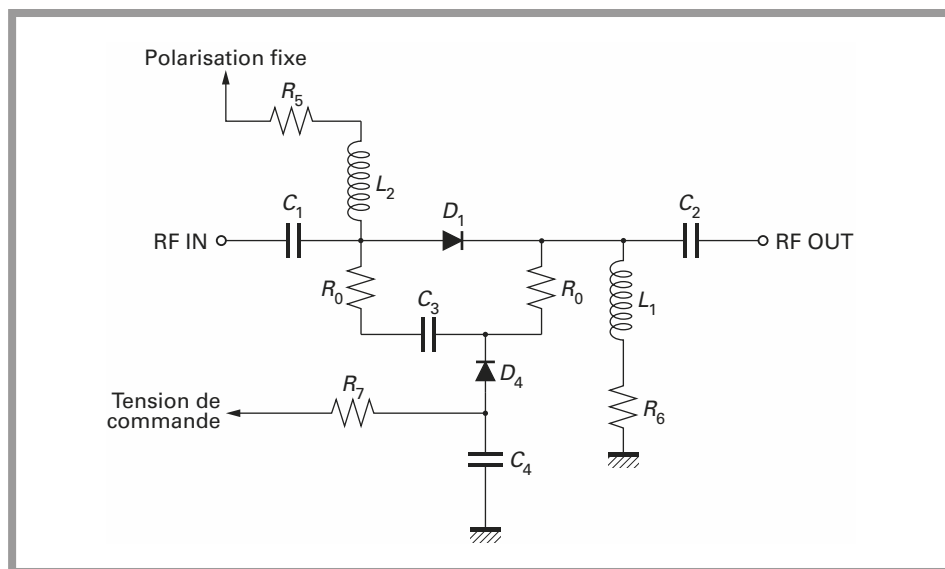 Polarisation fixe
R5
L2
C1
D1
C2
RF IN
RF OUT
R0
C3
R0
L1
D4
R7
Tension de
commande
R6
C4